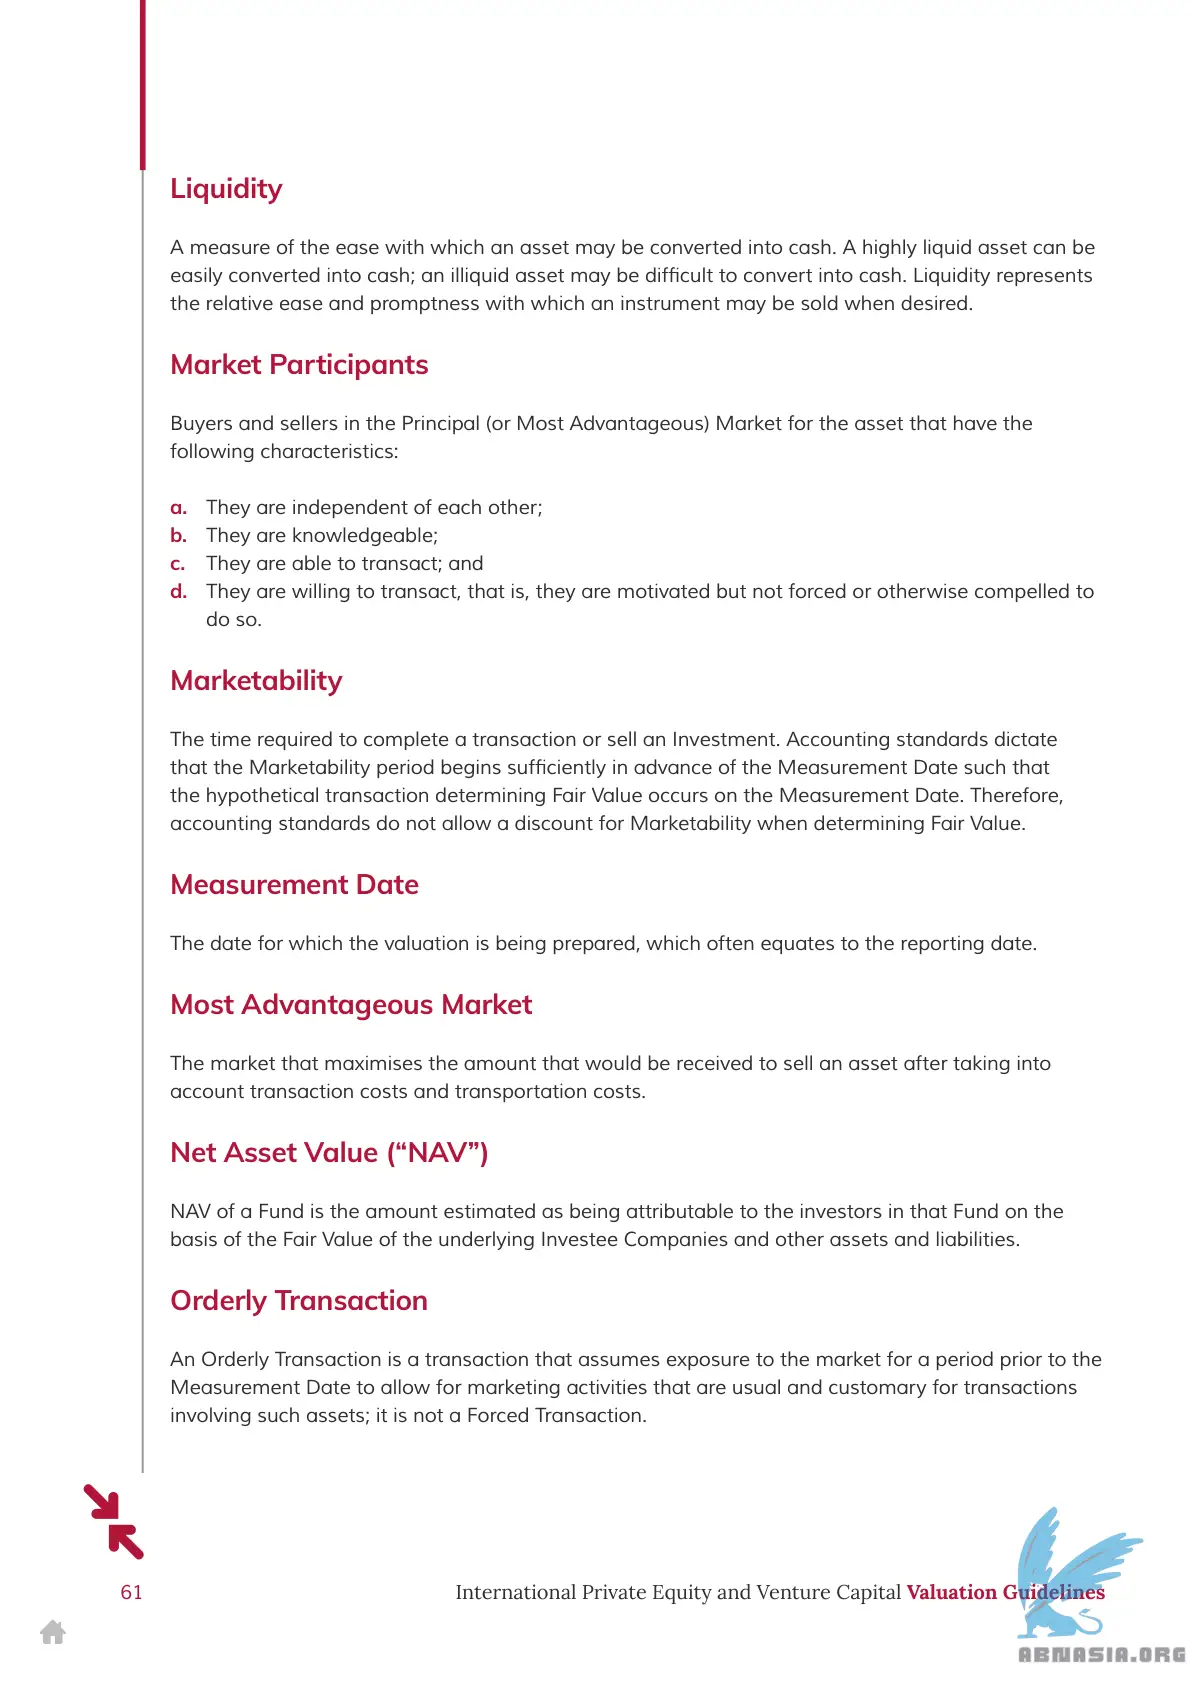 Liquidity
A measure of the ease with which an asset may be converted into cash. A highly liquid asset can be
easily converted into cash; an illiquid asset may be difficult to convert into cash. Liquidity represents
the relative ease and promptness with which an instrument may be sold when desired.
Market Participants
Buyers and sellers in the Principal (or Most Advantageous) Market for the asset that have the
following characteristics:
a. They are independent of each other;
b. They are knowledgeable;
c. They are able to transact; and
d. They are willing to transact, that is, they are motivated but not forced or otherwise compelled to
do so.
Marketability
The time required to complete a transaction or sell an Investment. Accounting standards dictate
that the Marketability period begins sufficiently in advance of the Measurement Date such that
the hypothetical transaction determining Fair Value occurs on the Measurement Date. Therefore,
accounting standards do not allow a discount for Marketability when determining Fair Value.
Measurement Date
The date for which the valuation is being prepared, which often equates to the reporting date.
Most Advantageous Market
The market that maximises the amount that would be received to sell an asset after taking into
account transaction costs and transportation costs.
Net Asset Value (“NAV”)
NAV of a Fund is the amount estimated as being attributable to the investors in that Fund on the
basis of the Fair Value of the underlying Investee Companies and other assets and liabilities.
Orderly Transaction
An Orderly Transaction is a transaction that assumes exposure to the market for a period prior to the
Measurement Date to allow for marketing activities that are usual and customary for transactions
involving such assets; it is not a Forced Transaction.
61 International Private Equity and Venture Capital Valuation Guidelines
ABNASIA.ORG